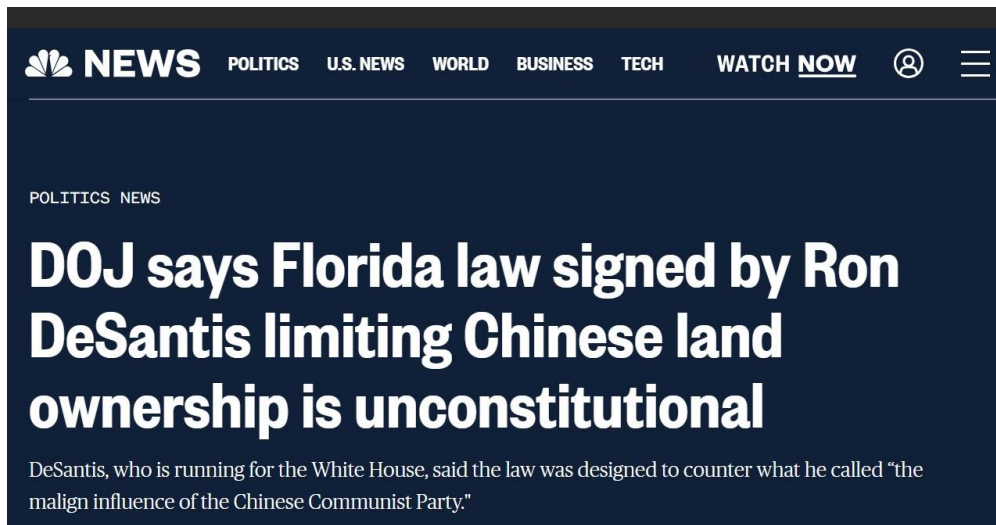 NEWS POLITICS U.S. NEWS WORLD BUSINESS TECH WATCH NOW
POLITICS NEWS
DOJ says Florida law signed by Ron
DeSantis limiting Chinese land
ownership is unconstitutional
DeSantis, who is running for the White House, said the law was designed to counter what he called “the
malign influence of the Chinese Communist Party."